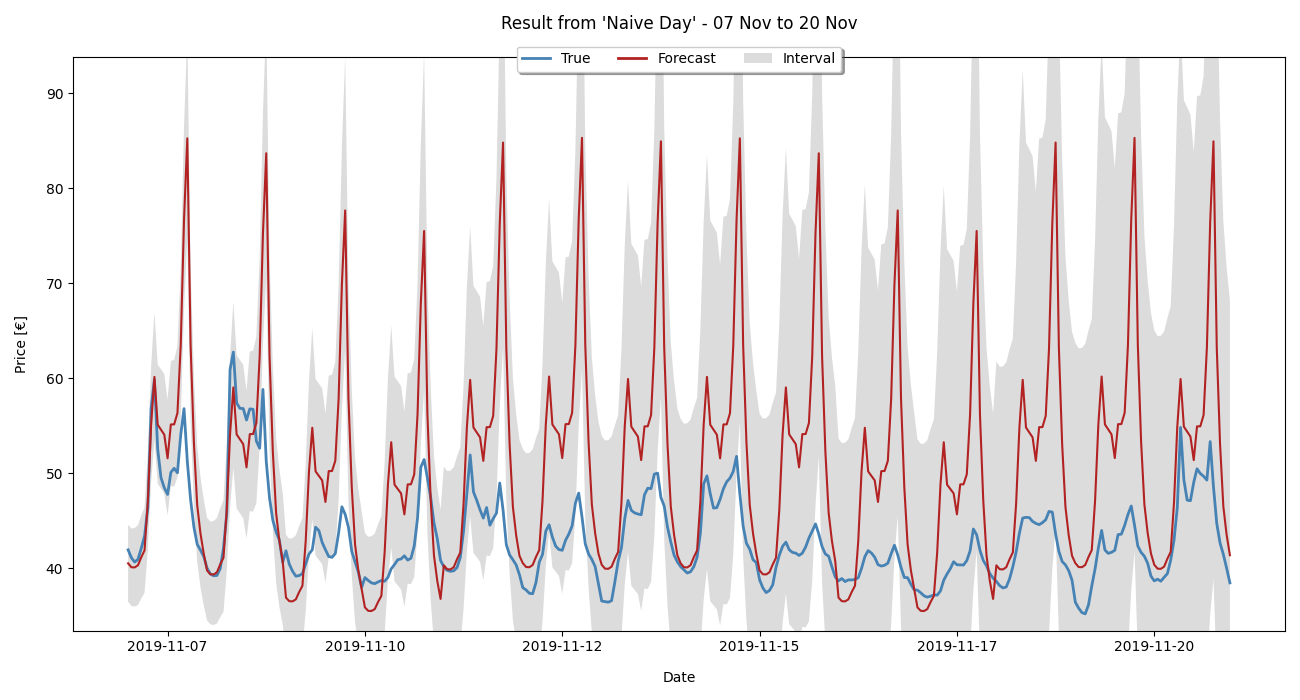 Result from 'Naive Day' - 07 Nov to 20 Nov
True Forecast Interval
90
80
70
60
50
40
Price [€]
2019-11-07 2019-11-10 2019-11-12 2019-11-15 2019-11-17 2019-11-20
Date